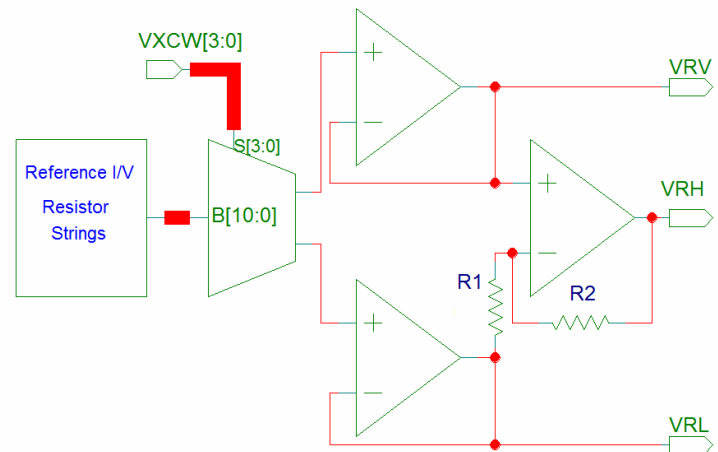 VXCW[3:0]
S[3:0]
Reference I/V
Resistor
Strings
B[10:0]
VRV
VRH
R1
R2
VRL